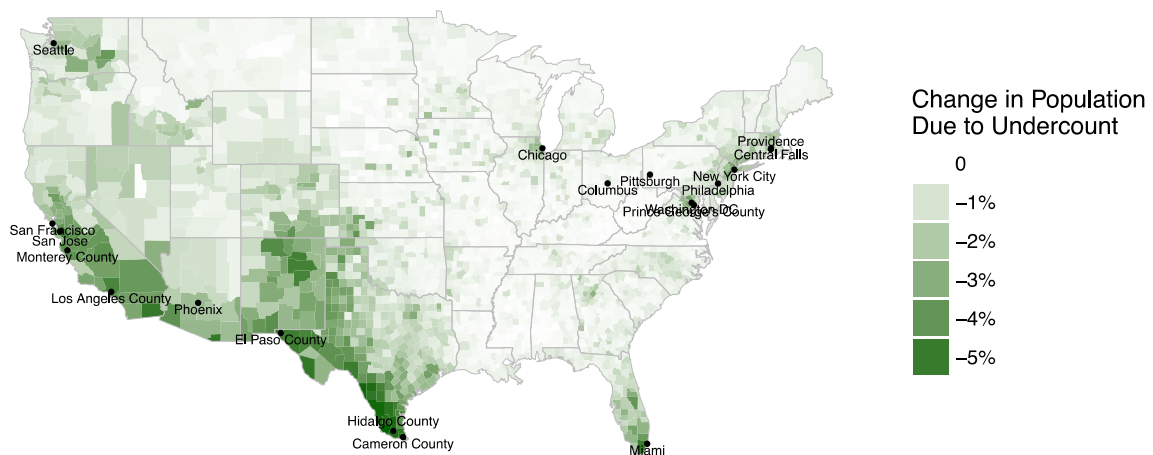 Seattle
Chicago
Columbus
Pittsburgh
Providence
Central Falls
New York City
Philadelphia
Washington DC
Prince George's County
San Francisco
San Jose
Monterey County
Los Angeles County
Phoenix
El Paso County
Hidalgo County
Cameron County
Miami
Change in Population
Due to Undercount
0
–1%
–2%
–3%
–4%
–5%